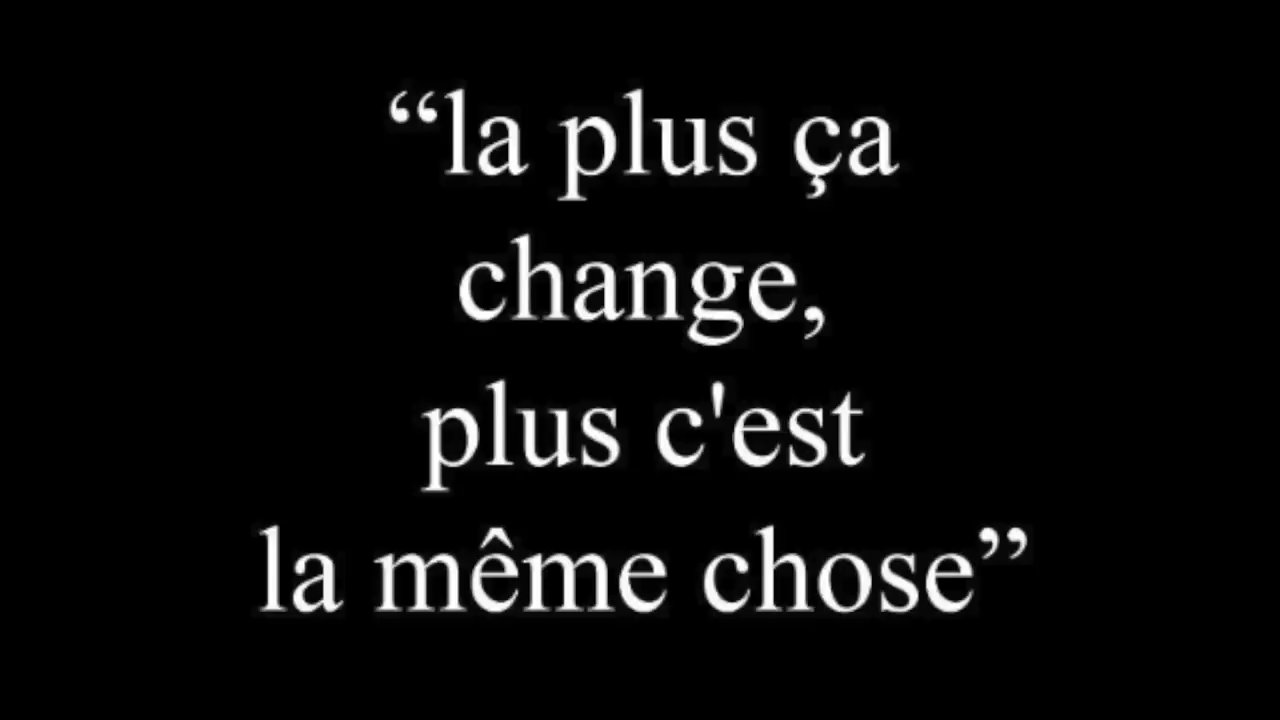 “la plus ça
change,
plus c'est
la même chose”